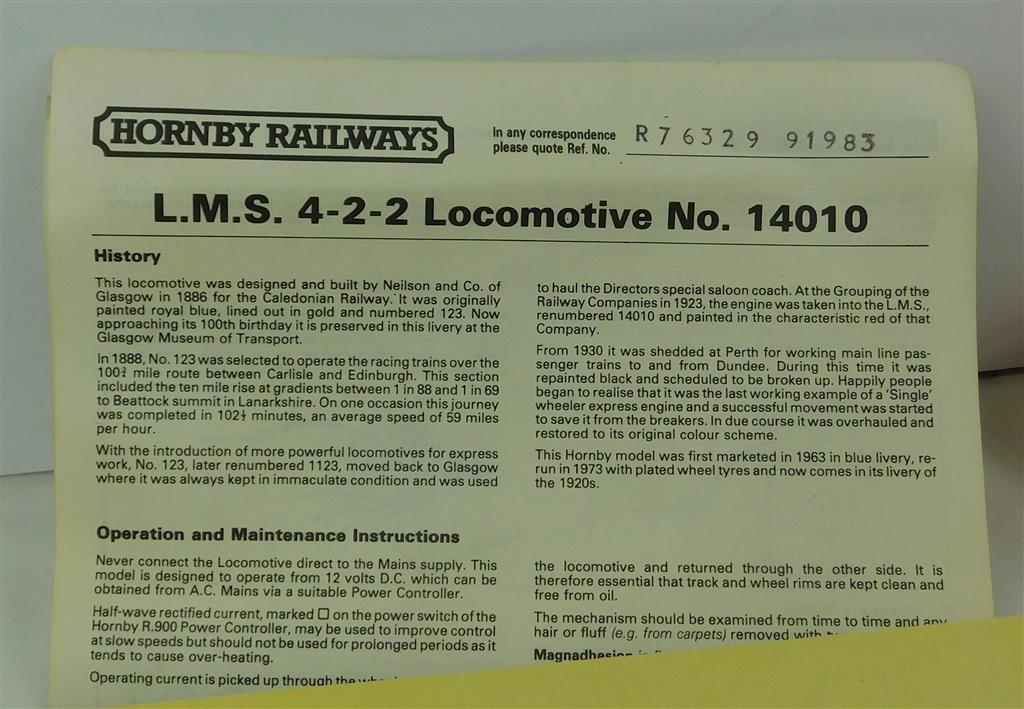 HORNBY RAILWAYS
In any correspondence
please quote Ref. No. R76329 91983
L.M.S. 4-2-2 Locomotive No. 14010
History
This locomotive was designed and built by Neilson and Co. of
Glasgow in 1886 for the Caledonian Railway. It was originally
painted royal blue, lined out in gold and numbered 123. Now
approaching its 100th birthday it is preserved in this livery at the
Glasgow Museum of Transport.
In 1888, No. 123 was selected to operate the racing trains over the
100¾ mile route between Carlisle and Edinburgh. This section
included the ten mile rise at gradients between 1 in 88 and 1 in 69
to Beattock summit in Lanarkshire. On one occasion this journey
was completed in 102½ minutes, an average speed of 59 miles
per hour.
With the introduction of more powerful locomotives for express
work, No. 123, later renumbered 1123, moved back to Glasgow
where it was always kept in immaculate condition and was used
to haul the Directors special saloon coach. At the Grouping of the
Railway Companies in 1923, the engine was taken into the L.M.S.,
renumbered 14010 and painted in the characteristic red of that
Company.
From 1930 it was shedded at Perth for working main line pas-
senger trains to and from Dundee. During this time it was
repainted black and scheduled to be broken up. Happily people
began to realise that it was the last working example of a 'Single'
wheeler express engine and a successful movement was started
to save it from the breakers. In due course it was overhauled and
restored to its original colour scheme.
This Hornby model was first marketed in 1963 in blue livery, re-
run in 1973 with plated wheel tyres and now comes in its livery of
the 1920s.
Operation and Maintenance Instructions
Never connect the Locomotive direct to the Mains supply. This
model is designed to operate from 12 volts D.C. which can be
obtained from A.C. Mains via a suitable Power Controller.
Half-wave rectified current, marked □ on the power switch of the
Hornby R.900 Power Controller, may be used to improve control
at slow speeds but should not be used for prolonged periods as it
tends to cause over-heating.
Operating current is picked up through the
the locomotive and returned through the other side. It is
therefore essential that track and wheel rims are kept clean and
free from oil.
The mechanism should be examined from time to time and any
hair or fluff (e.g. from carpets) removed with
Magnadhesion